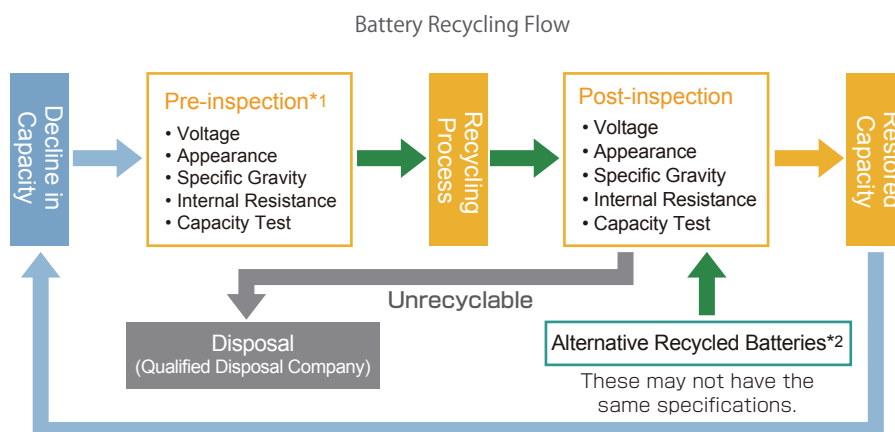 Battery Recycling Flow
Decline in
Capacity
Pre-inspection*1
• Voltage
• Appearance
• Specific Gravity
• Internal Resistance
• Capacity Test
Recycling
Process
Post-inspection
• Voltage
• Appearance
• Specific Gravity
• Internal Resistance
• Capacity Test
Restored
Capacity
Unrecyclable
Disposal
(Qualified Disposal Company)
Alternative Recycled Batteries*2
These may not have the
same specifications.